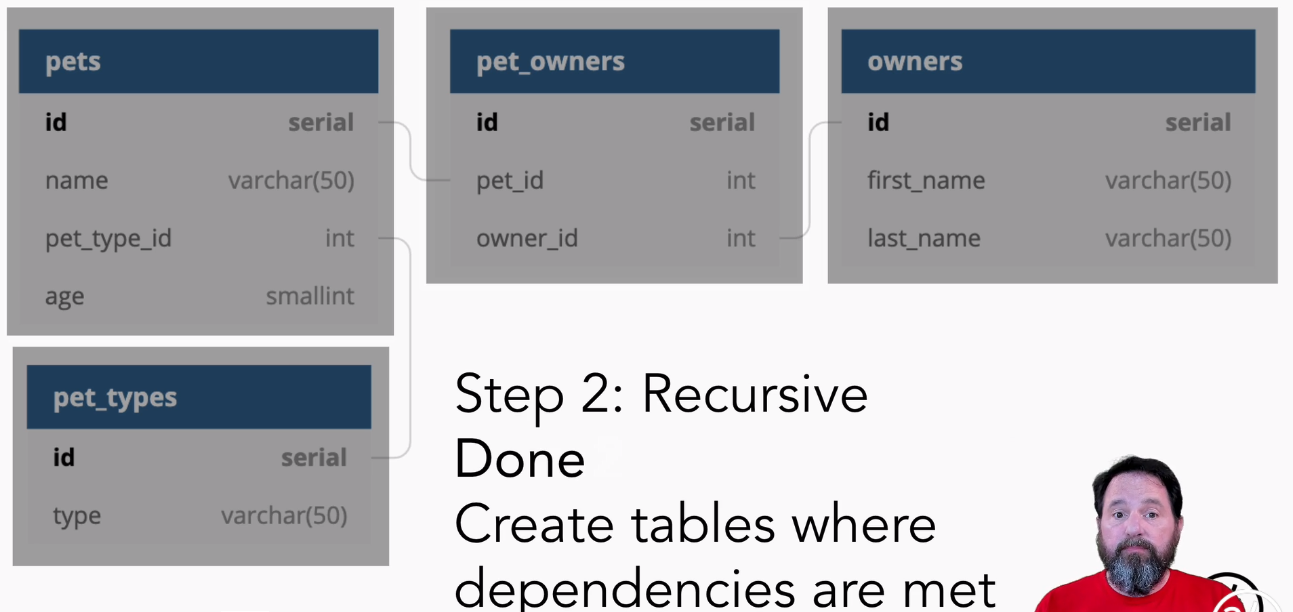 pets
id serial
name varchar(50)
pet_type_id int
age smallint
pet_owners
id serial
pet_id int
owner_id int
owners
id serial
first_name varchar(50)
last_name varchar(50)
pet_types
id serial
type varchar(50)
Step 2: Recursive
Done
Create tables where
dependencies are met